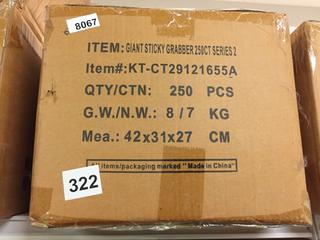 8067
ITEM: GIANT STICKY GRABBER 250CT SERIES 2
Item#: KT-CT29121655A
QTY/CTN: 250 PCS
G.W./N.W.: 8/7 KG
Mea.: 42x31x27 CM
322
items/packaging marked "Made in China"